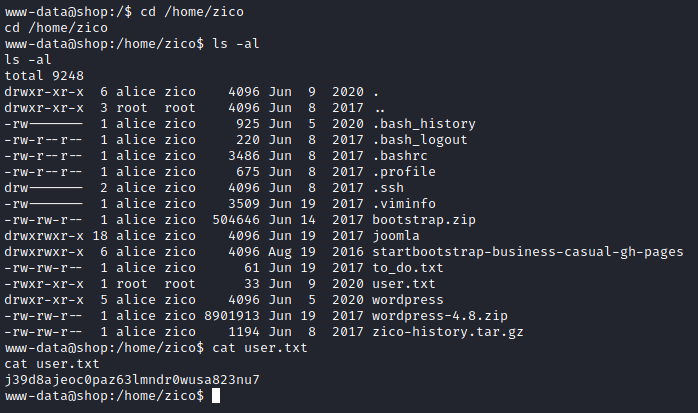 www-data@shop:/$ cd /home/zico
cd /home/zico
www-data@shop:/home/zico$ ls -al
ls -al
total 9248
drwxr-xr-x  6 alice zico    4096 Jun  9  2020 .
drwxr-xr-x  3 root  root    4096 Jun  8  2017 ..
-rw-------  1 alice zico     925 Jun  5  2020 .bash_history
-rw-r--r--  1 alice zico     220 Jun  8  2017 .bash_logout
-rw-r--r--  1 alice zico    3486 Jun  8  2017 .bashrc
-rw-r--r--  1 alice zico     675 Jun  8  2017 .profile
drw-------  2 alice zico    4096 Jun  8  2017 .ssh
-rw-------  1 alice zico    3509 Jun 19  2017 .viminfo
-rw-rw-r--  1 alice zico  504646 Jun 14  2017 bootstrap.zip
drwxrwxr-x 18 alice zico    4096 Jun 19  2017 joomla
drwxrwxr-x  6 alice zico    4096 Aug 19  2016 startbootstrap-business-casual-gh-pages
-rw-rw-r--  1 alice zico      61 Jun 19  2017 to_do.txt
-rw-rwxr-x  1 root  root      33 Jun  9  2020 user.txt
drwxr-xr-x  5 alice zico    4096 Jun  5  2020 wordpress
-rw-rw-r--  1 alice zico 8901913 Jun 19  2017 wordpress-4.8.zip
-rw-rw-r--  1 alice zico    1194 Jun  8  2017 zico-history.tar.gz
www-data@shop:/home/zico$ cat user.txt
cat user.txt
j39d8ajeoc0paz63lmndr0wusa823nu7
www-data@shop:/home/zico$